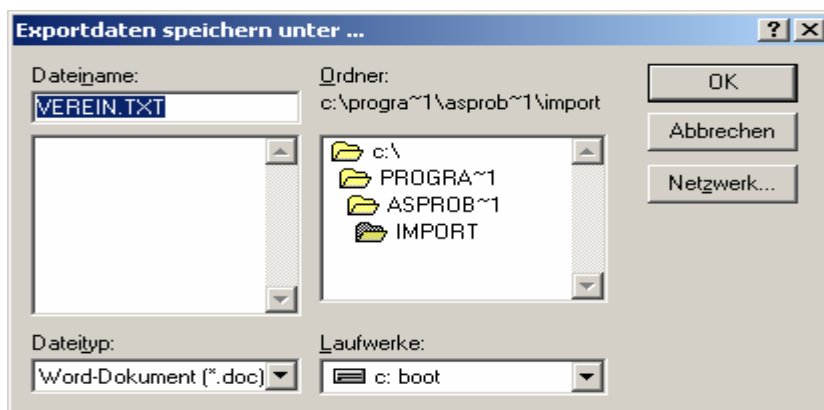 Exportdaten speichern unter ...
Dateiname:
VEREIN.TXT
Ordner:
c:\progra~1\asprob~1\import
c:\
PROGRA~1
ASPROB~1
IMPORT
OK
Abbrechen
Netzwerk...
Dateityp:
Word-Dokument (*.doc)
Laufwerke:
c: boot